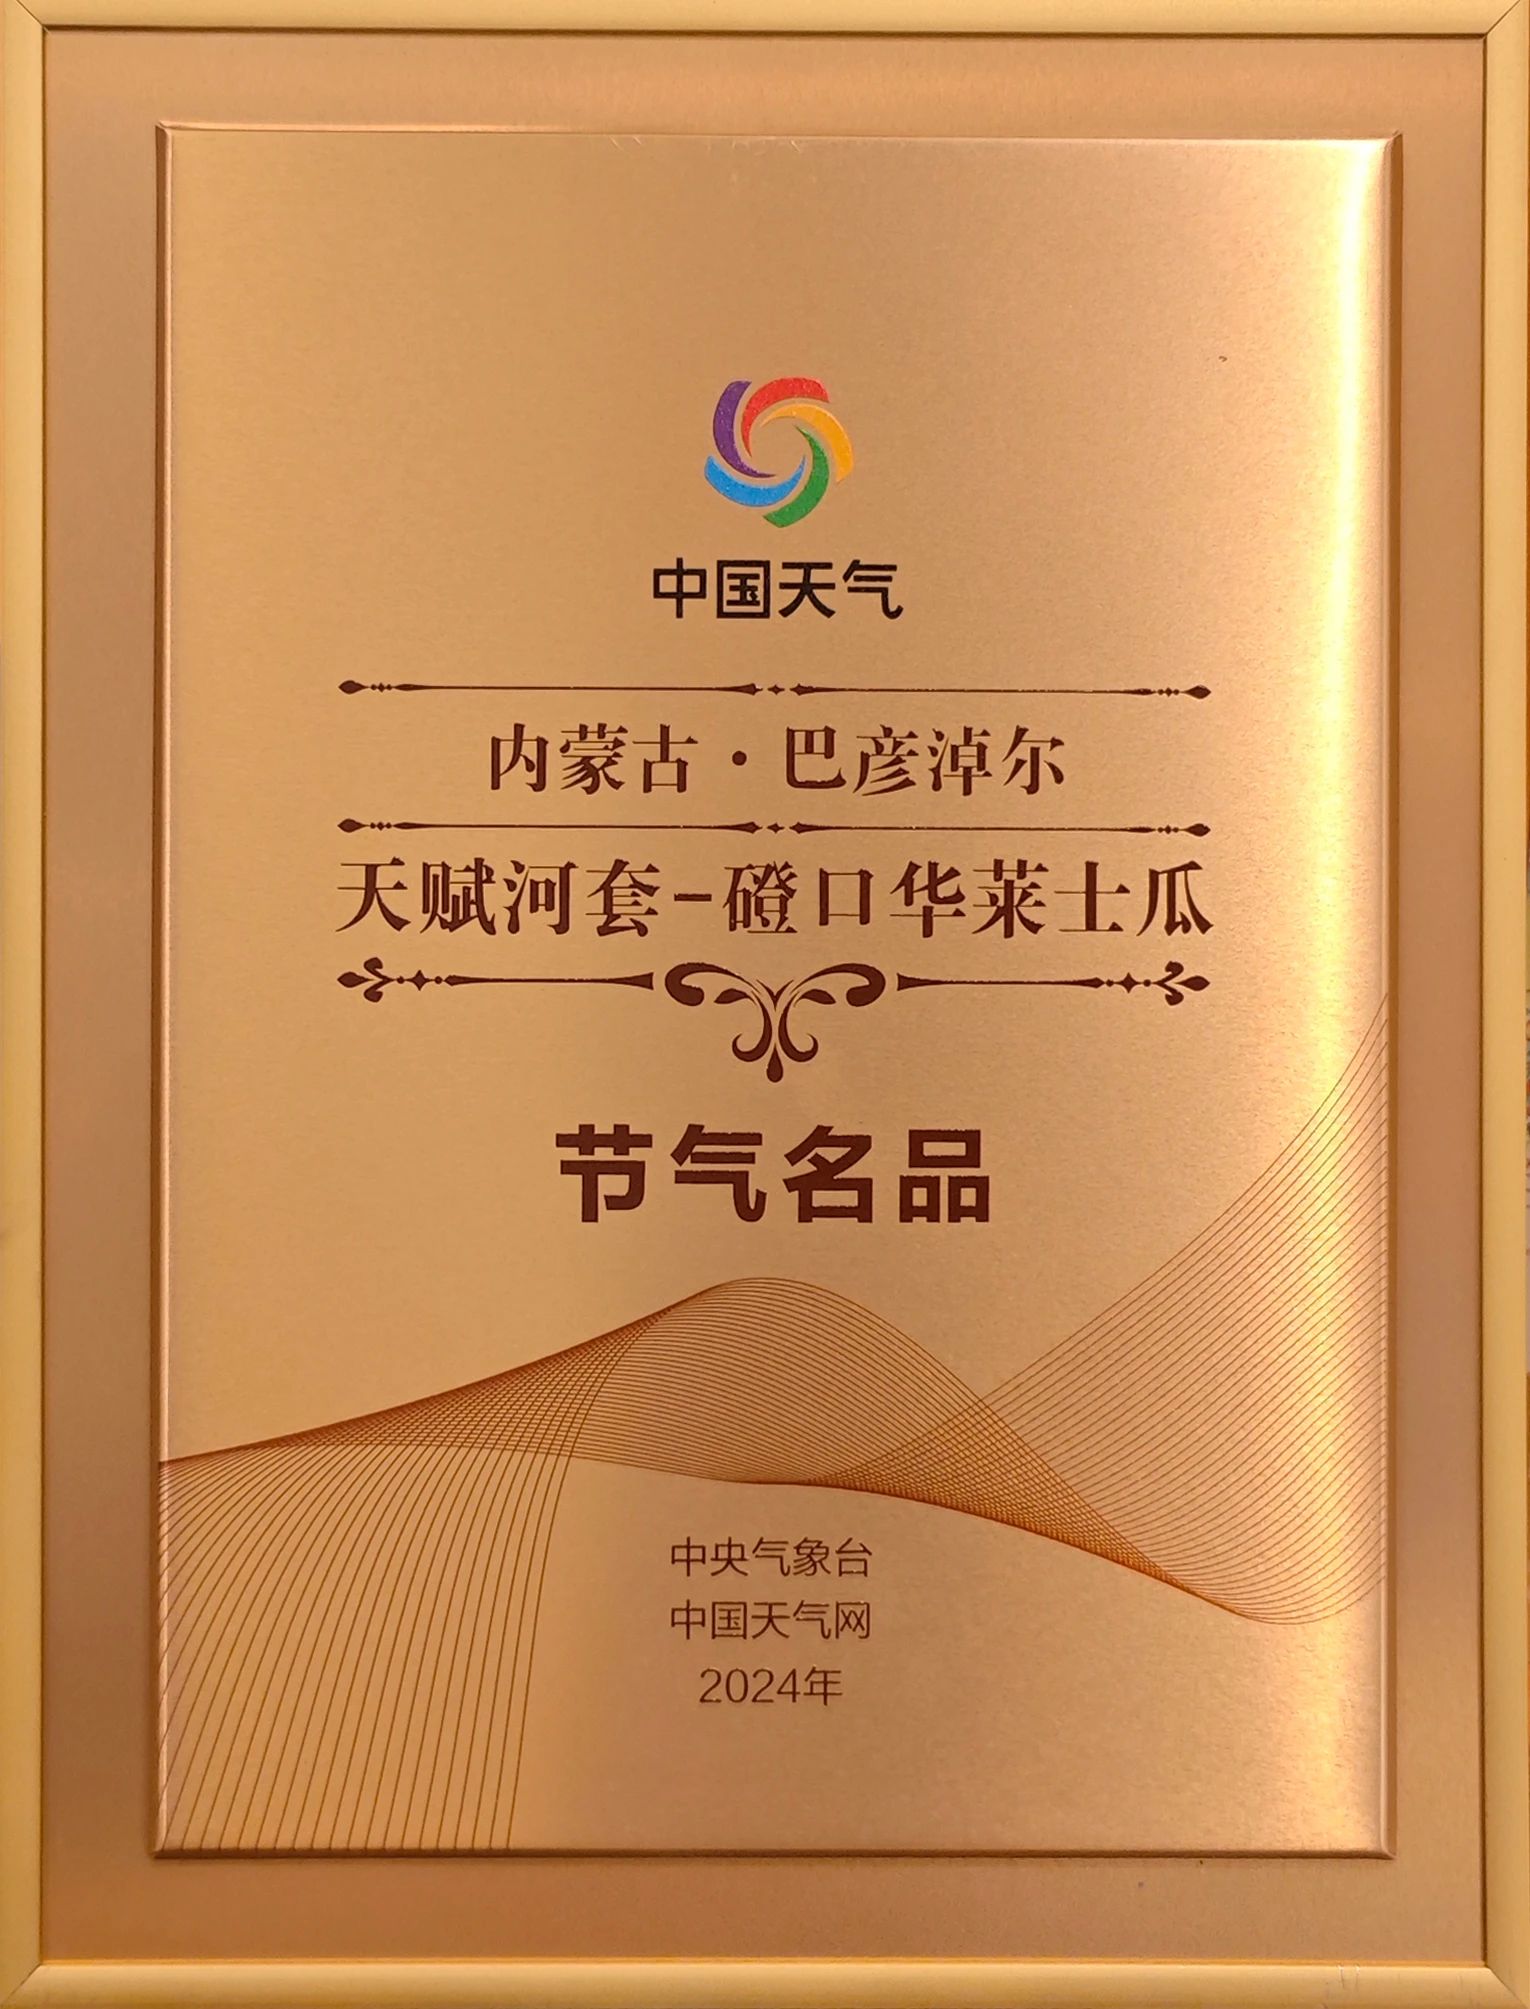 中国天气
内蒙古·巴彦淖尔
天赋河套-磴口华莱士瓜
节气名品
中央气象台
中国天气网
2024年